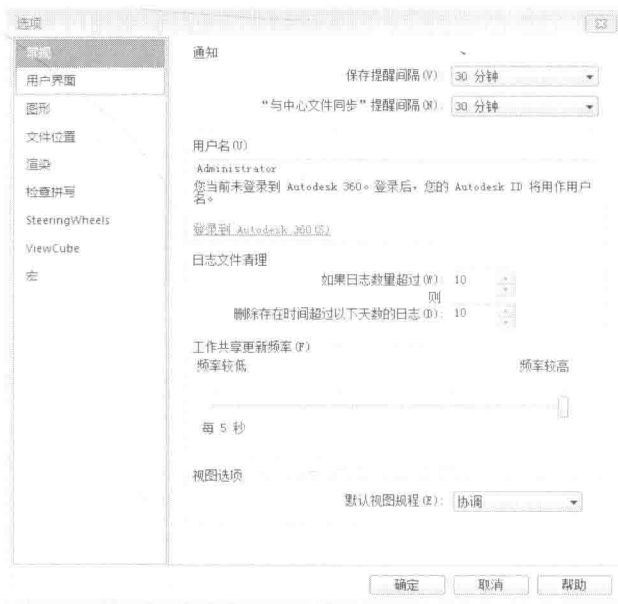 选项
常规
用户界面
图形
文件位置
渲染
检查拼写
SteeringWheels
ViewCube
宏
通知
保存提醒间隔(V): 30 分钟
“与中心文件同步”提醒间隔(N): 30 分钟
用户名(U)
Administrator
您当前未登录到 Autodesk 360。登录后，您的 Autodesk ID 将用作用户
名。
登录到 Autodesk 360(S)
日志文件清理
如果日志数量超过(W): 10
则
删除存在时间超过以下天数的日志(D): 10
工作共享更新频率(F)
频率较低 频率较高
每 5 秒
视图选项
默认视图规程(E): 协调
确定 取消 帮助